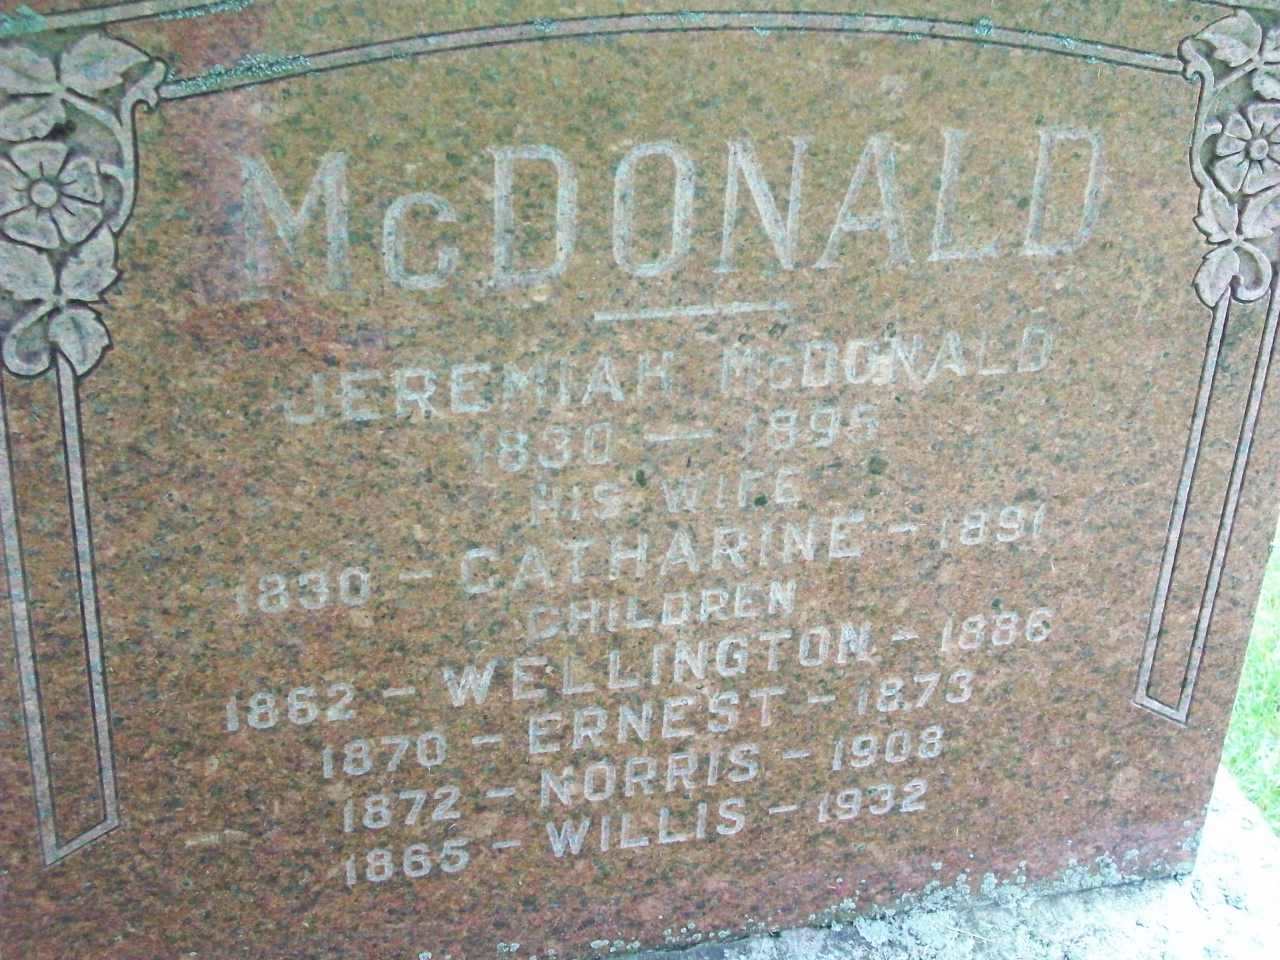 McDONALD
JEREMIAH McDONALD
1830 — 1895
HIS WIFE
1830 - CATHARINE - 1891
CHILDREN
1862 - WELLINGTON - 1886
1870 - ERNEST - 1873
1872 - NORRIS - 1908
1865 - WILLIS - 1932